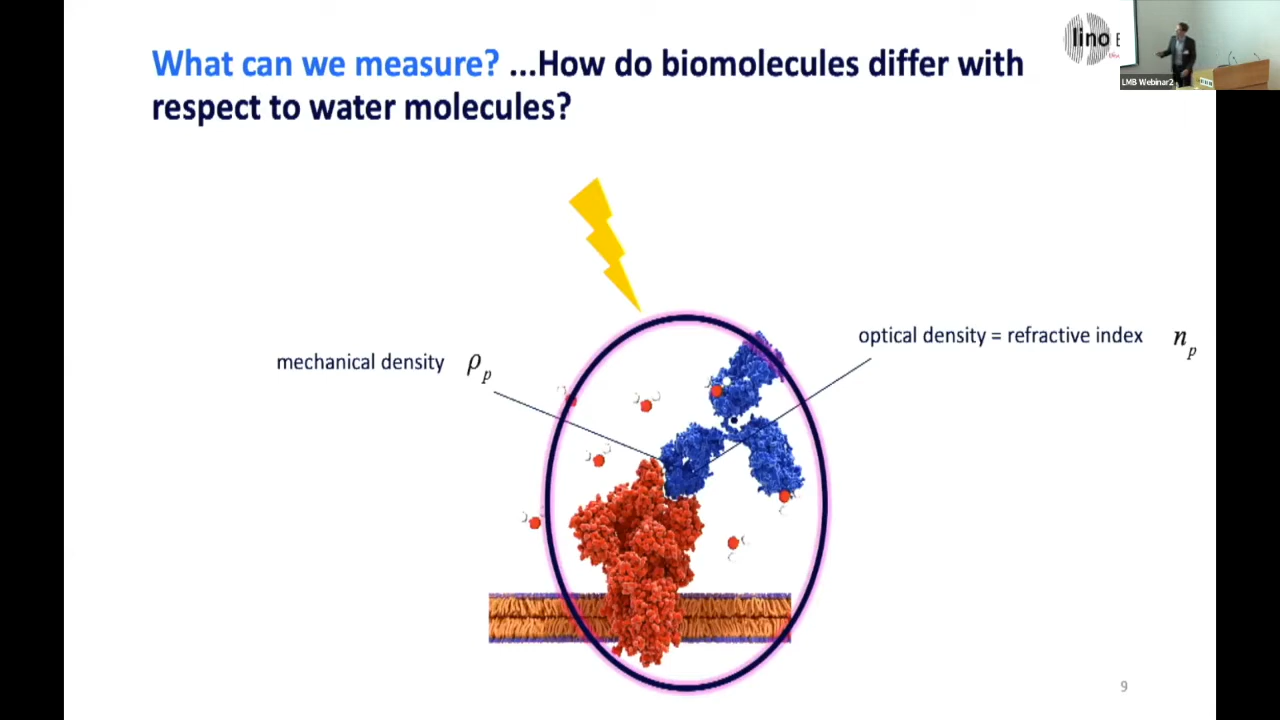 What can we measure? ...How do biomolecules differ with
respect to water molecules?
lino
E
LMB Webinar2
optical density = refractive index nₚ
mechanical density ρₚ
9